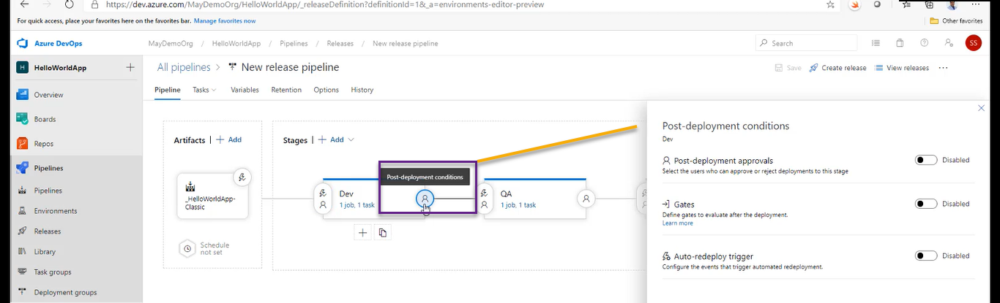 https://dev.azure.com/MayDemoOrg/HelloWorldApp/_releaseDefinition?definitionId=1&_a=environments-editor-preview
For quick access, place your favorites here on the favorites bar. Manage favorites now
Other favorites
Azure DevOps
MayDemoOrg / HelloWorldApp / Pipelines / Releases / New release pipeline
Search
SS
H HelloWorldApp
All pipelines > New release pipeline
Save Create release View releases ...
Pipeline Tasks Variables Retention Options History
Overview
Boards
Repos
Pipelines
Pipelines
Environments
Releases
Library
Task groups
Deployment groups
Artifacts | + Add
_HelloWorldApp-
Classic
Schedule
not set
Stages | + Add
Post-deployment conditions
Dev
1 job, 1 task
QA
1 job, 1 task
Post-deployment conditions
Dev
Post-deployment approvals Disabled
Select the users who can approve or reject deployments to this stage
Gates Disabled
Define gates to evaluate after the deployment.
Learn more
Auto-redeploy trigger Disabled
Configure the events that trigger automated redeployment.